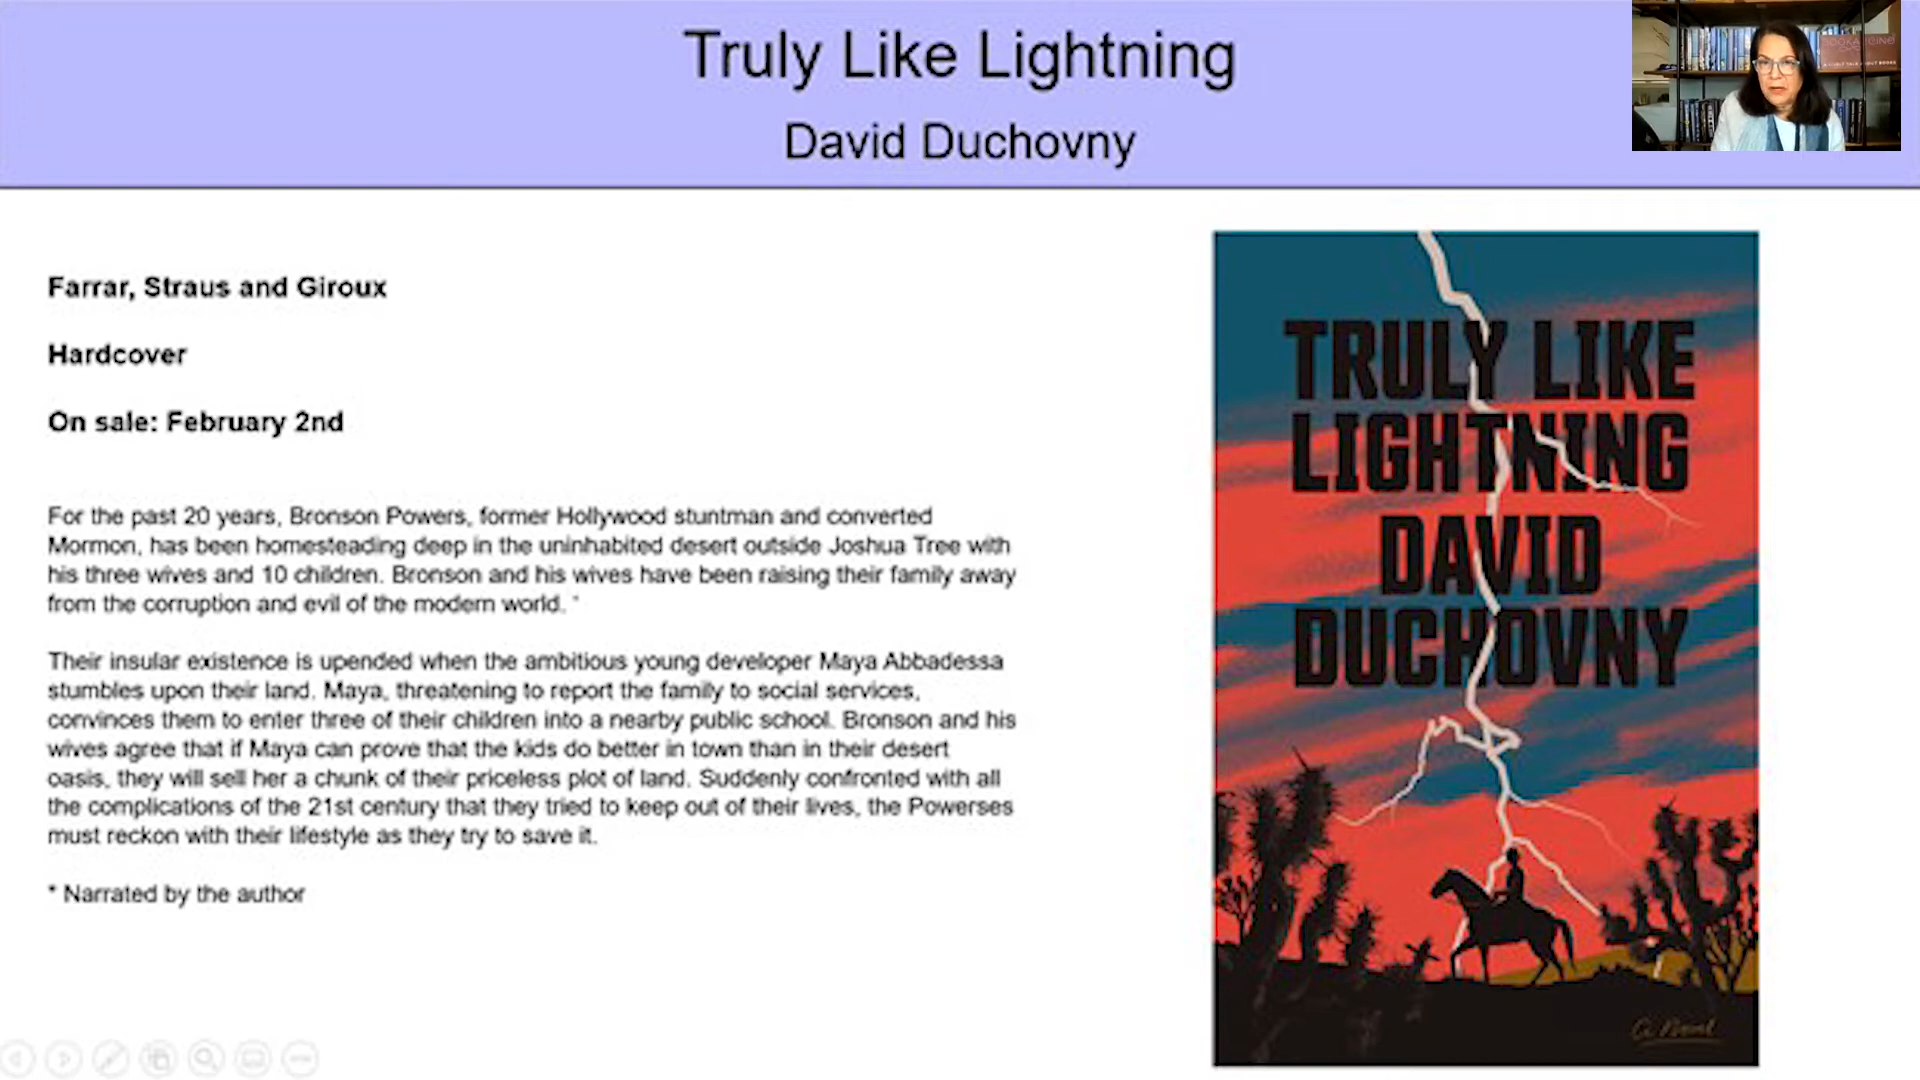 Truly Like Lightning
David Duchovny
Farrar, Straus and Giroux
Hardcover
On sale: February 2nd
For the past 20 years, Bronson Powers, former Hollywood stuntman and converted
Mormon, has been homesteading deep in the uninhabited desert outside Joshua Tree with
his three wives and 10 children. Bronson and his wives have been raising their family away
from the corruption and evil of the modern world. *
Their insular existence is upended when the ambitious young developer Maya Abbadessa
stumbles upon their land. Maya, threatening to report the family to social services,
convinces them to enter three of their children into a nearby public school. Bronson and his
wives agree that if Maya can prove that the kids do better in town than in their desert
oasis, they will sell her a chunk of their priceless plot of land. Suddenly confronted with all
the complications of the 21st century that they tried to keep out of their lives, the Powerses
must reckon with their lifestyle as they try to save it.
* Narrated by the author
TRULY LIKE
LIGHTNING
DAVID
DUCHOVNY
a Novel